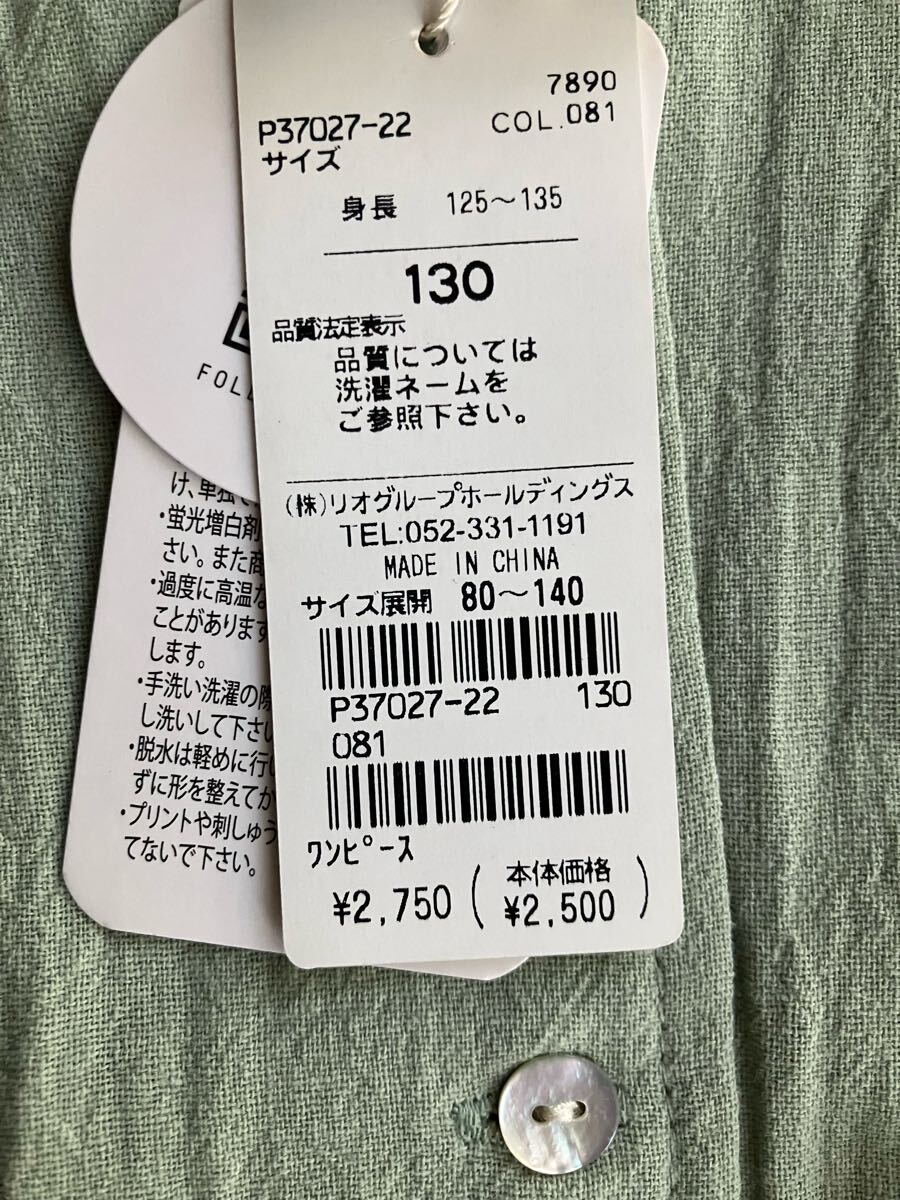 7890
P37027-22 COL.081
サイズ
身長 125～135
130
品質法定表示
品質については
洗濯ネームを
ご参照下さい。
(株)リオグループホールディングス
TEL:052-331-1191
MADE IN CHINA
サイズ展開 80～140
P37027-22 130
081
ワンピース
¥2,750 (本体価格 ¥2,500)
FOL
け、単独で
・蛍光増白剤
さい。また商
・過度に高温な
ことがあります
します。
・手洗い洗濯の際
し洗いして下さい
・脱水は軽めに行い
ずに形を整えてか
・プリントや刺しゅう
てないで下さい。